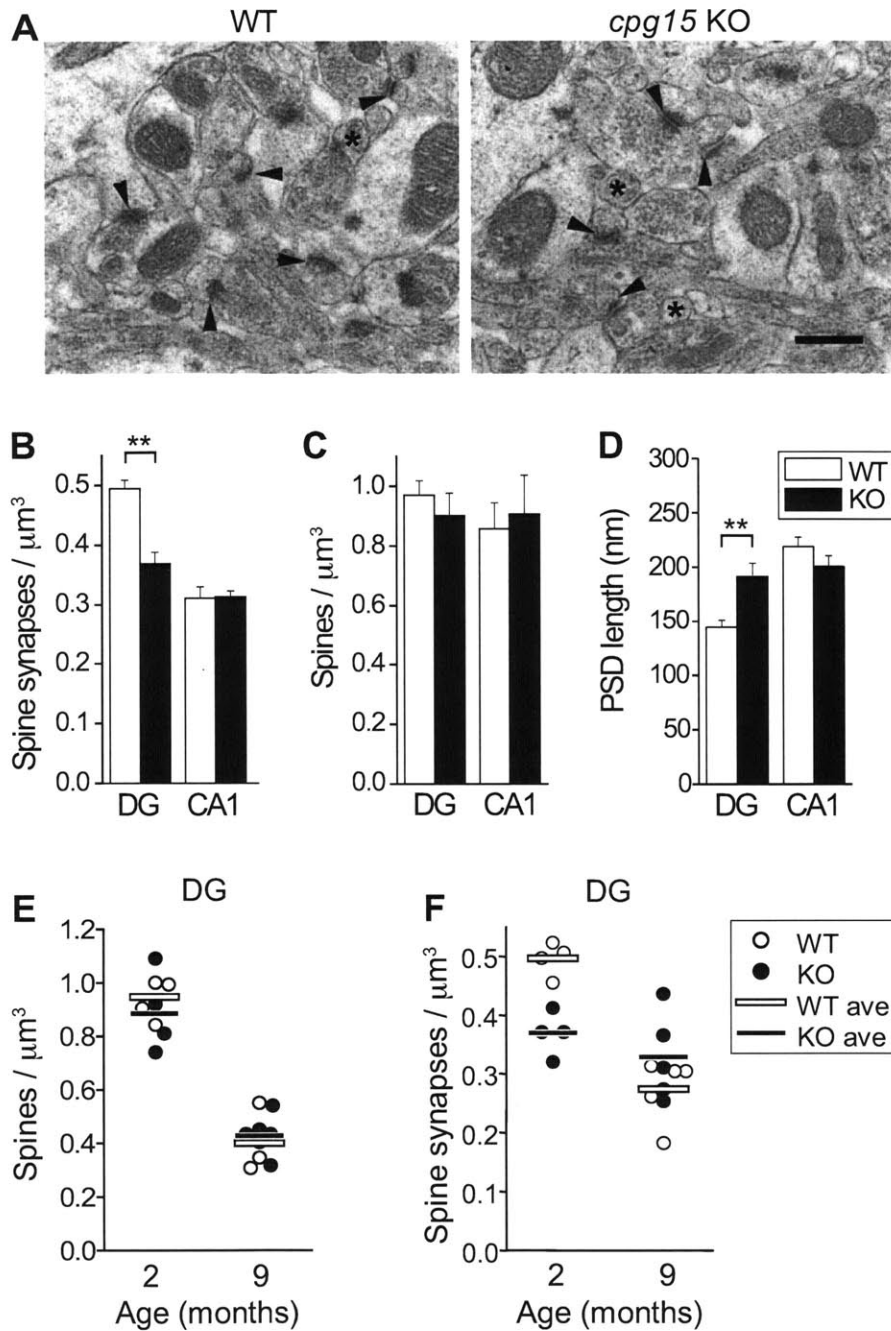 A
WT
cpg15 KO
*
*
*
B
**
Spine synapses / μm³
0.5
0.4
0.3
0.2
0.1
0.0
DG
CA1
C
Spines / μm³
1.0
0.8
0.6
0.4
0.2
0.0
DG
CA1
D
**
PSD length (nm)
300
250
200
150
100
50
0
DG
CA1
WT
KO
E
DG
Spines / μm³
1.2
1.0
0.8
0.6
0.4
0.2
0.0
2
9
Age (months)
F
DG
Spine synapses / μm³
0.5
0.4
0.3
0.2
0.1
0
2
9
Age (months)
WT
KO
WT ave
KO ave